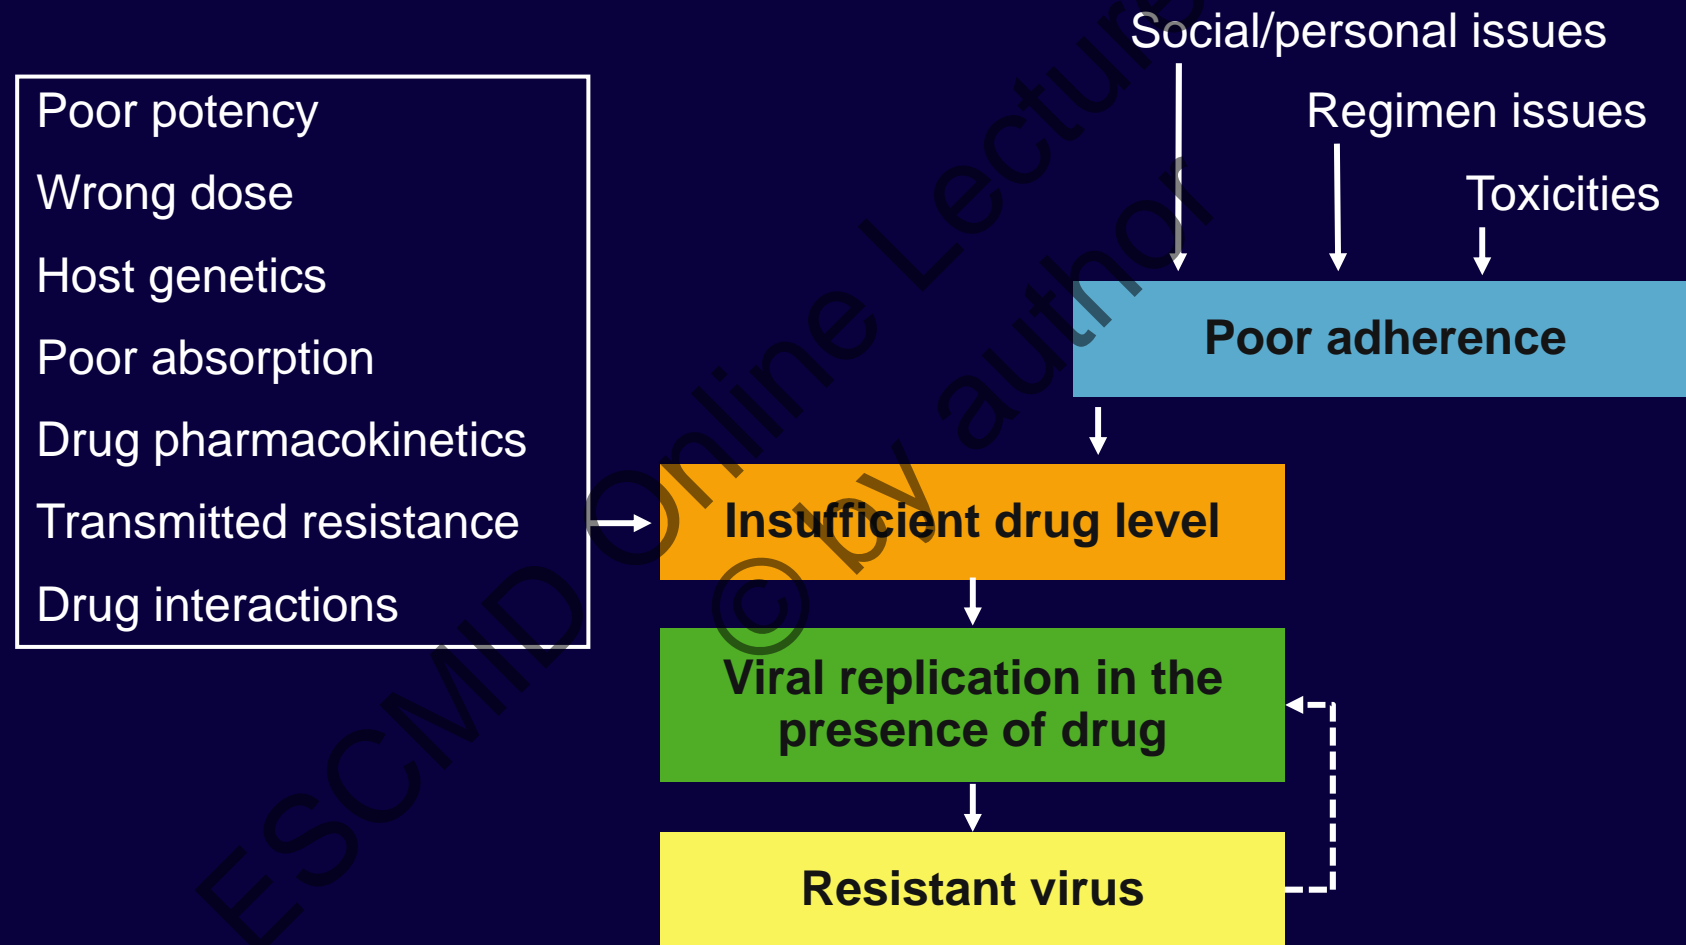 Social/personal issues
Regimen issues
Toxicities
Poor potency
Wrong dose
Host genetics
Poor absorption
Drug pharmacokinetics
Transmitted resistance
Drug interactions
Poor adherence
Insufficient drug level
Viral replication in the
presence of drug
Resistant virus
ESCMID Online Lecture
© by author